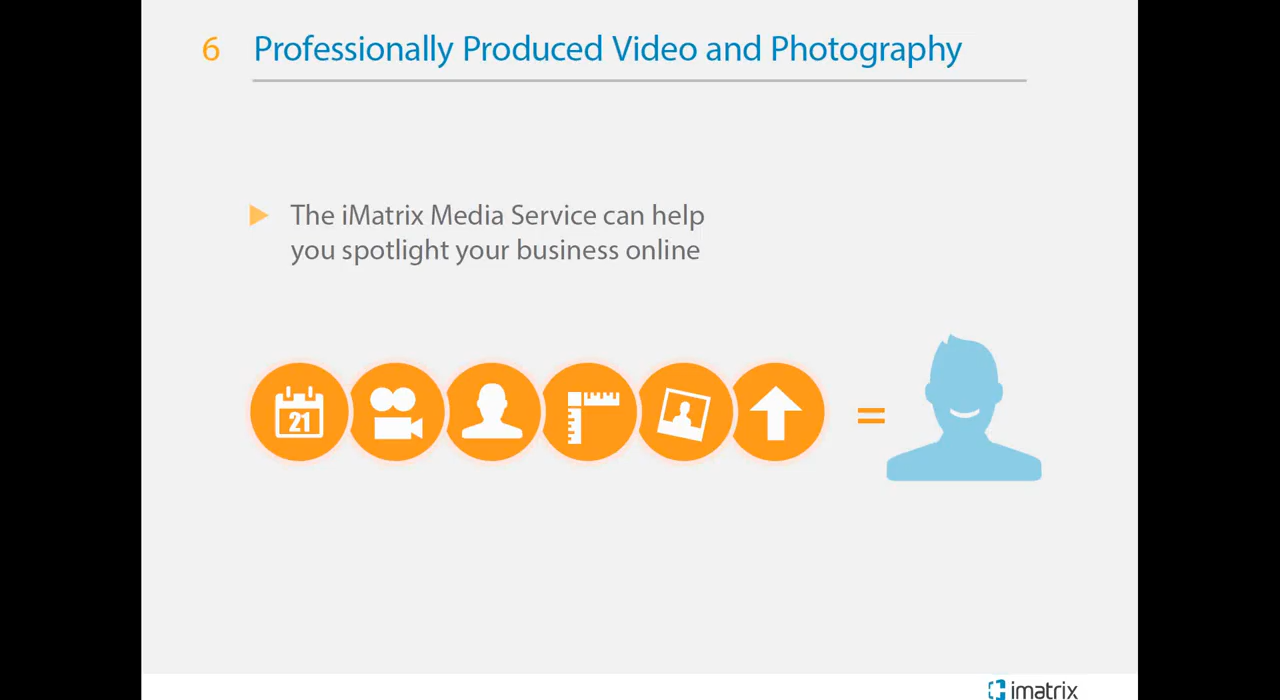 6 Professionally Produced Video and Photography
The iMatrix Media Service can help
you spotlight your business online
21
imatrix